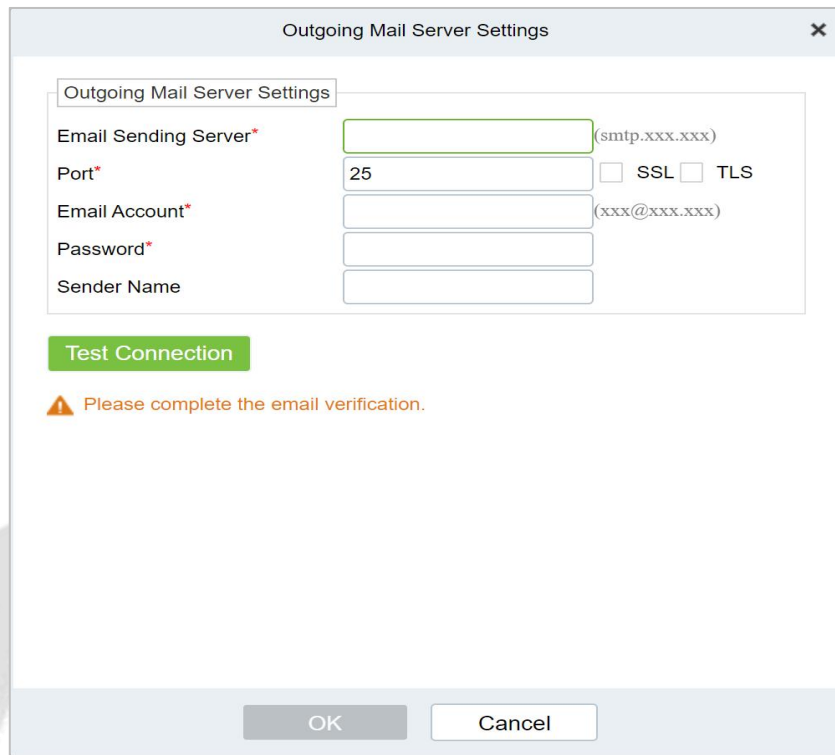 Outgoing Mail Server Settings
Outgoing Mail Server Settings
Email Sending Server* (smtp.xxx.xxx)
Port* 25 SSL TLS
Email Account* (xxx@xxx.xxx)
Password*
Sender Name
Test Connection
Please complete the email verification.
OK Cancel